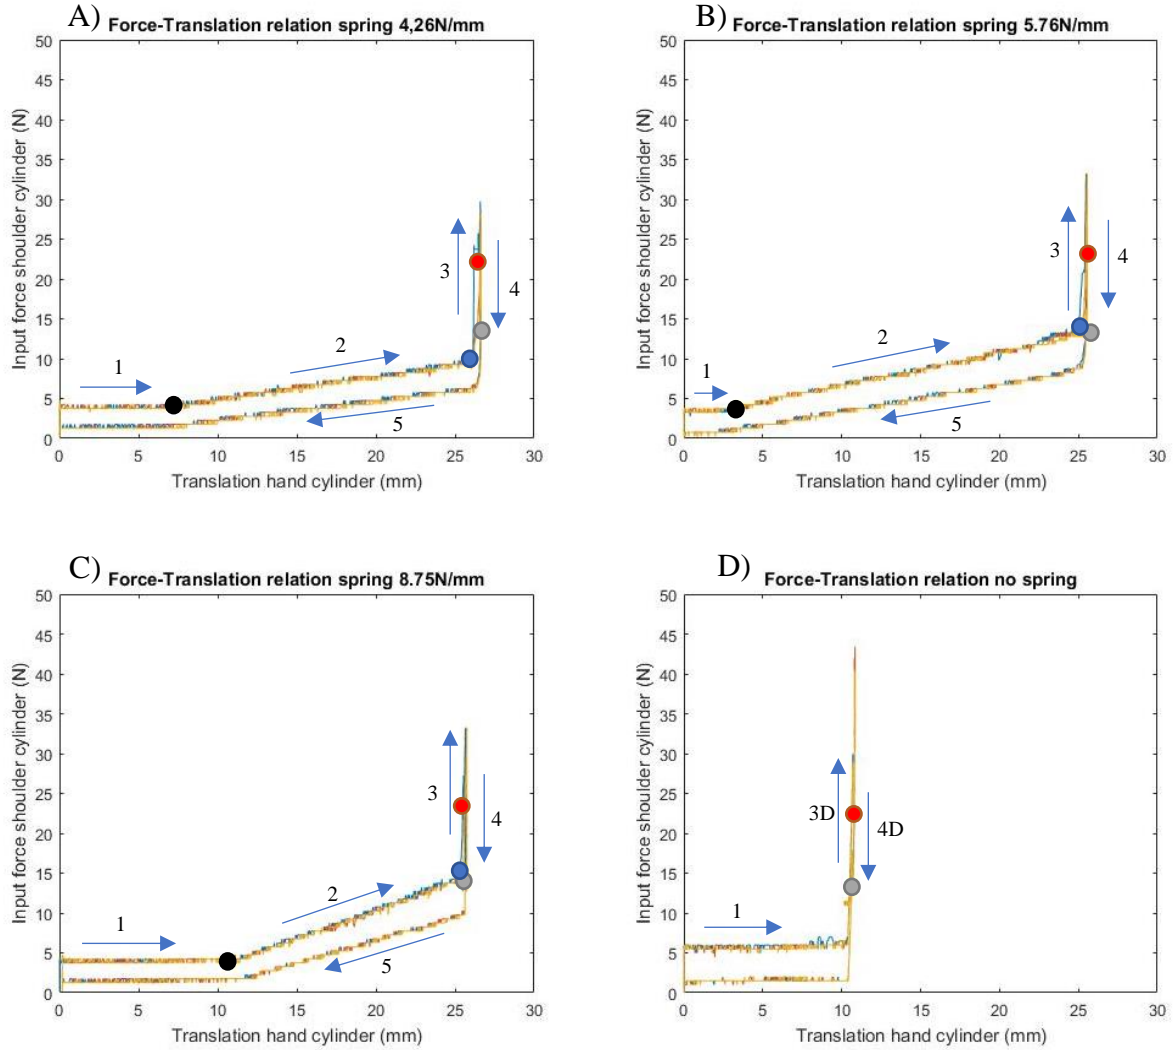 A)
Force-Translation relation spring 4,26N/mm
50
45
40
35
30
25
20
15
10
5
0
0 5 10 15 20 25 30
Input force shoulder cylinder (N)
Translation hand cylinder (mm)
1
2
3
4
5
B)
Force-Translation relation spring 5.76N/mm
50
45
40
35
30
25
20
15
10
5
0
0 5 10 15 20 25 30
Input force shoulder cylinder (N)
Translation hand cylinder (mm)
1
2
3
4
5
C)
Force-Translation relation spring 8.75N/mm
50
45
40
35
30
25
20
15
10
5
0
0 5 10 15 20 25 30
Input force shoulder cylinder (N)
Translation hand cylinder (mm)
1
2
3
4
5
D)
Force-Translation relation no spring
50
45
40
35
30
25
20
15
10
5
0
0 5 10 15 20 25 30
Input force shoulder cylinder (N)
Translation hand cylinder (mm)
1
3D
4D